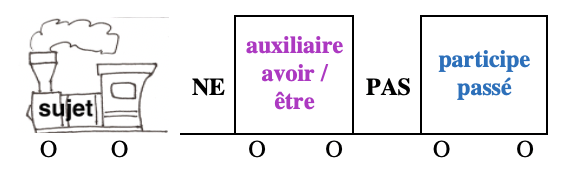 sujet
NE
auxiliaire
avoir /
être
PAS
participe
passé
O O O O O O